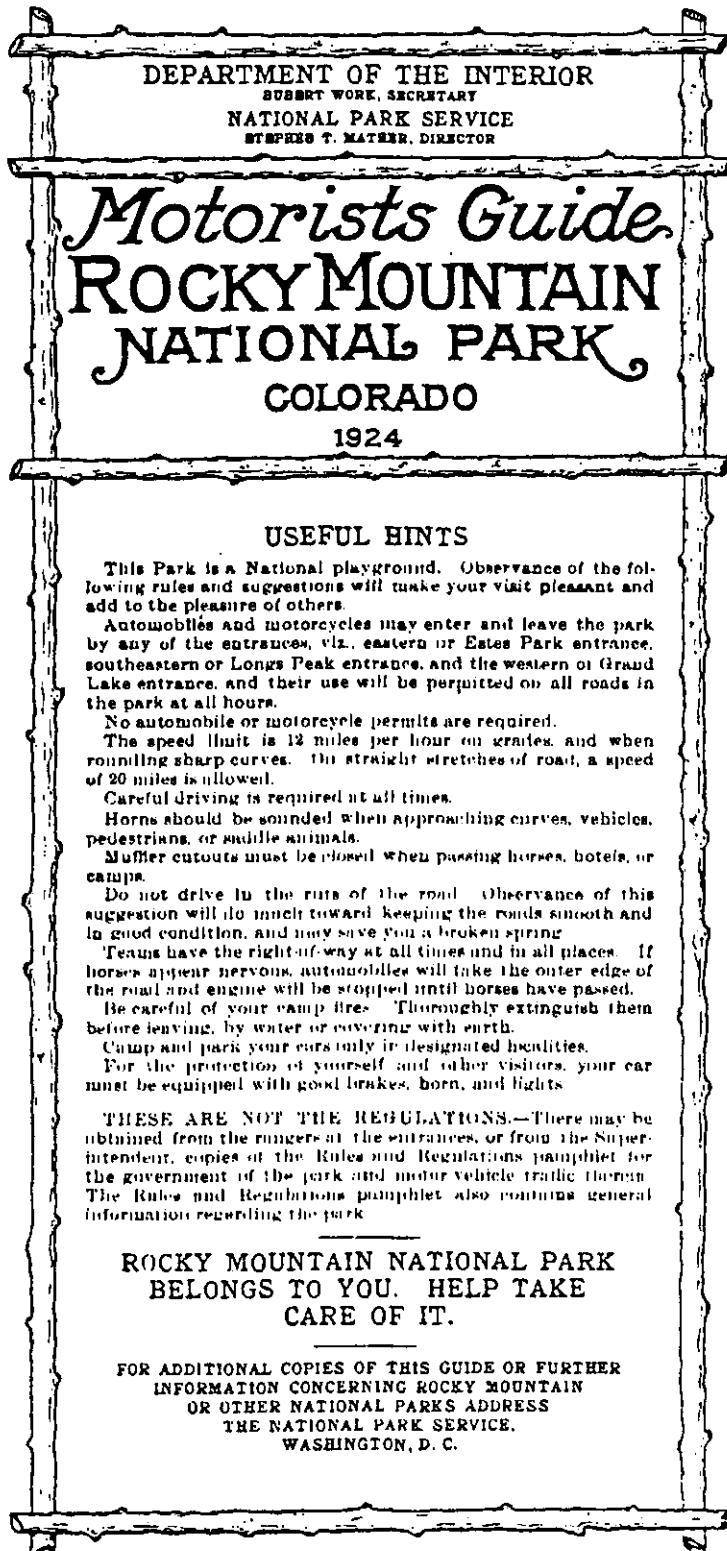 DEPARTMENT OF THE INTERIOR
HUBERT WORK, SECRETARY
NATIONAL PARK SERVICE
STEPHEN T. MATHER, DIRECTOR
Motorists Guide
ROCKY MOUNTAIN
NATIONAL PARK
COLORADO
1924
USEFUL HINTS
This Park is a National playground. Observance of the fol-
lowing rules and suggestions will make your visit pleasant and
add to the pleasure of others.
Automobiles and motorcycles may enter and leave the park
by any of the entrances, viz., eastern or Estes Park entrance,
southeastern or Longs Peak entrance, and the western or Grand
Lake entrance, and their use will be permitted on all roads in
the park at all hours.
No automobile or motorcycle permits are required.
The speed limit is 12 miles per hour on grades, and when
rounding sharp curves. On straight stretches of road, a speed
of 20 miles is allowed.
Careful driving is required at all times.
Horns should be sounded when approaching curves, vehicles,
pedestrians, or saddle animals.
Muffler cutouts must be closed when passing horses, hotels, or
camps.
Do not drive in the ruts of the road. Observance of this
suggestion will do much toward keeping the roads smooth and
in good condition, and may save you a broken spring
Teams have the right-of-way at all times and in all places. If
horses appear nervous, automobiles will take the outer edge of
the road and engine will be stopped until horses have passed.
Be careful of your camp fires. Thoroughly extinguish them
before leaving, by water or covering with earth.
Camp and park your cars only in designated localities.
For the protection of yourself and other visitors, your car
must be equipped with good brakes, horn, and lights
THESE ARE NOT THE REGULATIONS.—There may be
obtained from the rangers at the entrances, or from the Super-
intendent, copies of the Rules and Regulations pamphlet for
the government of the park and motor vehicle traffic therein
The Rules and Regulations pamphlet also contains general
information regarding the park
ROCKY MOUNTAIN NATIONAL PARK
BELONGS TO YOU. HELP TAKE
CARE OF IT.
FOR ADDITIONAL COPIES OF THIS GUIDE OR FURTHER
INFORMATION CONCERNING ROCKY MOUNTAIN
OR OTHER NATIONAL PARKS ADDRESS
THE NATIONAL PARK SERVICE,
WASHINGTON, D. C.